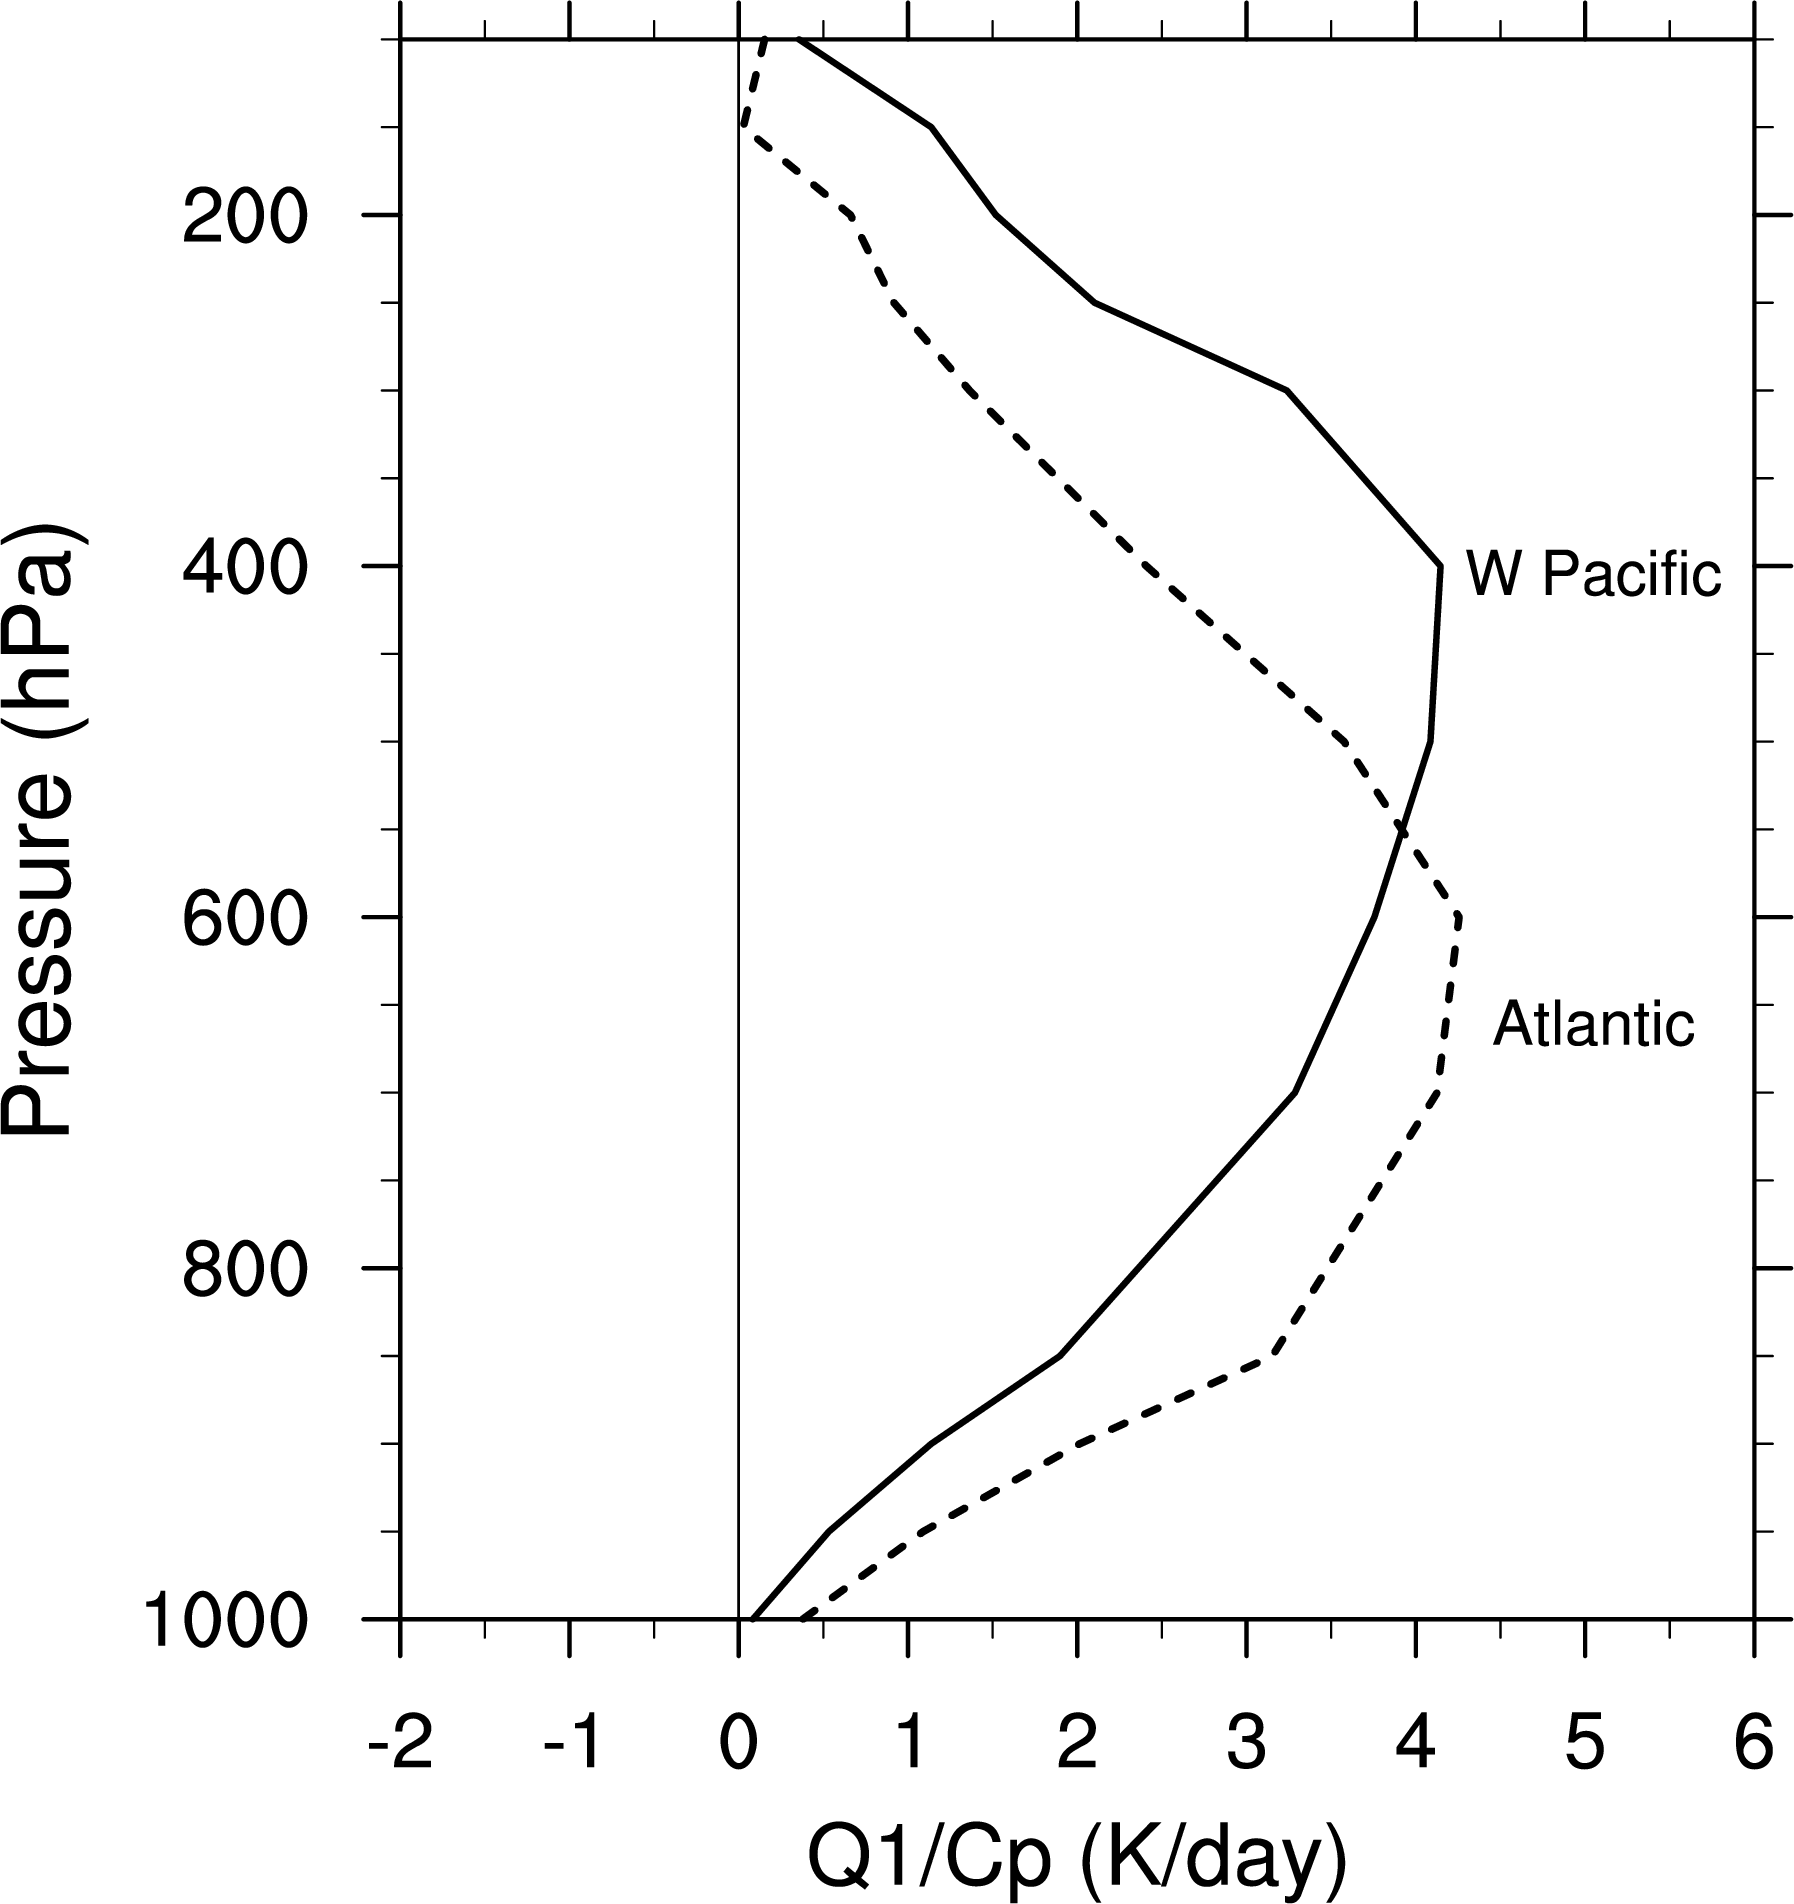 200
400
600
800
1000
Pressure (hPa)
W Pacific
Atlantic
-2 -1 0 1 2 3 4 5 6
Q1/Cp (K/day)